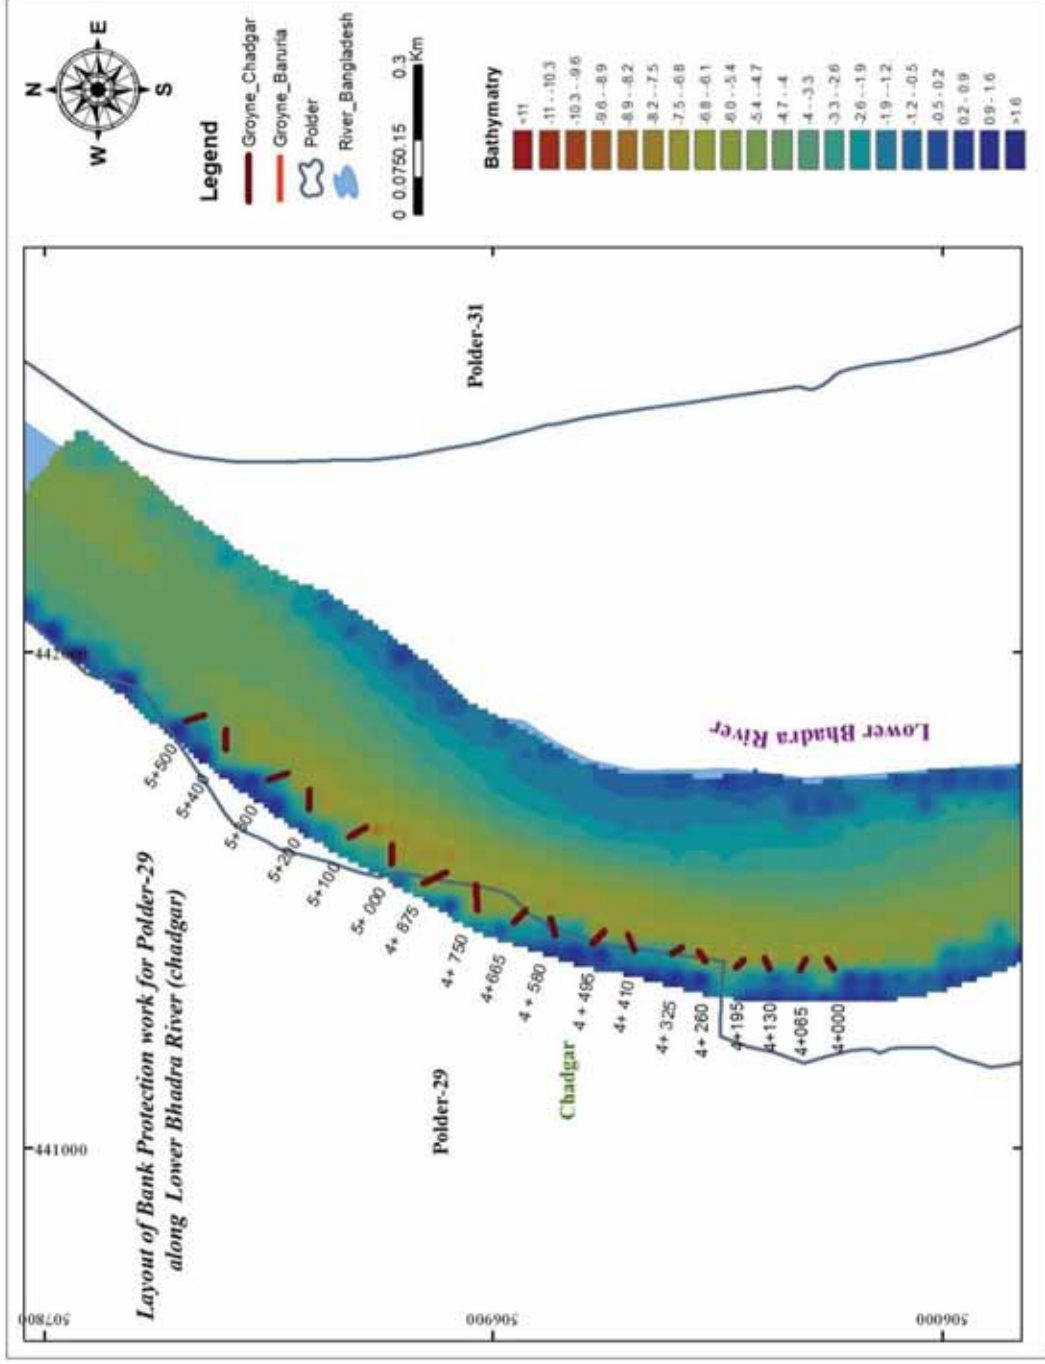 Layout of Bank Protection work for Polder-29
along Lower Bhadra River (chadgar)
N
E
S
W
Legend
Groyne_Chadgar
Groyne_Baruria
Polder
River_Bangladesh
0 0.0750.15 0.3
Km
Bathymatry
<11
-11 - -10.3
-10.3 - -9.6
-9.6 - -8.9
-8.9 - -8.2
-8.2 - -7.5
-7.5 - -6.8
-6.8 - -6.1
-6.0 - -5.4
-5.4 - -4.7
-4.7 - -4
-4 - -3.3
-3.3 - -2.6
-2.6 - -1.9
-1.9 - -1.2
-1.2 - -0.5
-0.5 - 0.2
0.2 - 0.9
0.9 - 1.6
>1.6
441000
442000
507800
506900
506000
Polder-31
Polder-29
Chadgar
Lower Bhadra River
5+500
5+400
5+300
5+200
5+100
5+ 000
4+ 875
4+ 750
4+665
4 + 580
4 + 495
4+ 410
4+ 325
4+ 260
4+195
4+130
4+065
4+000